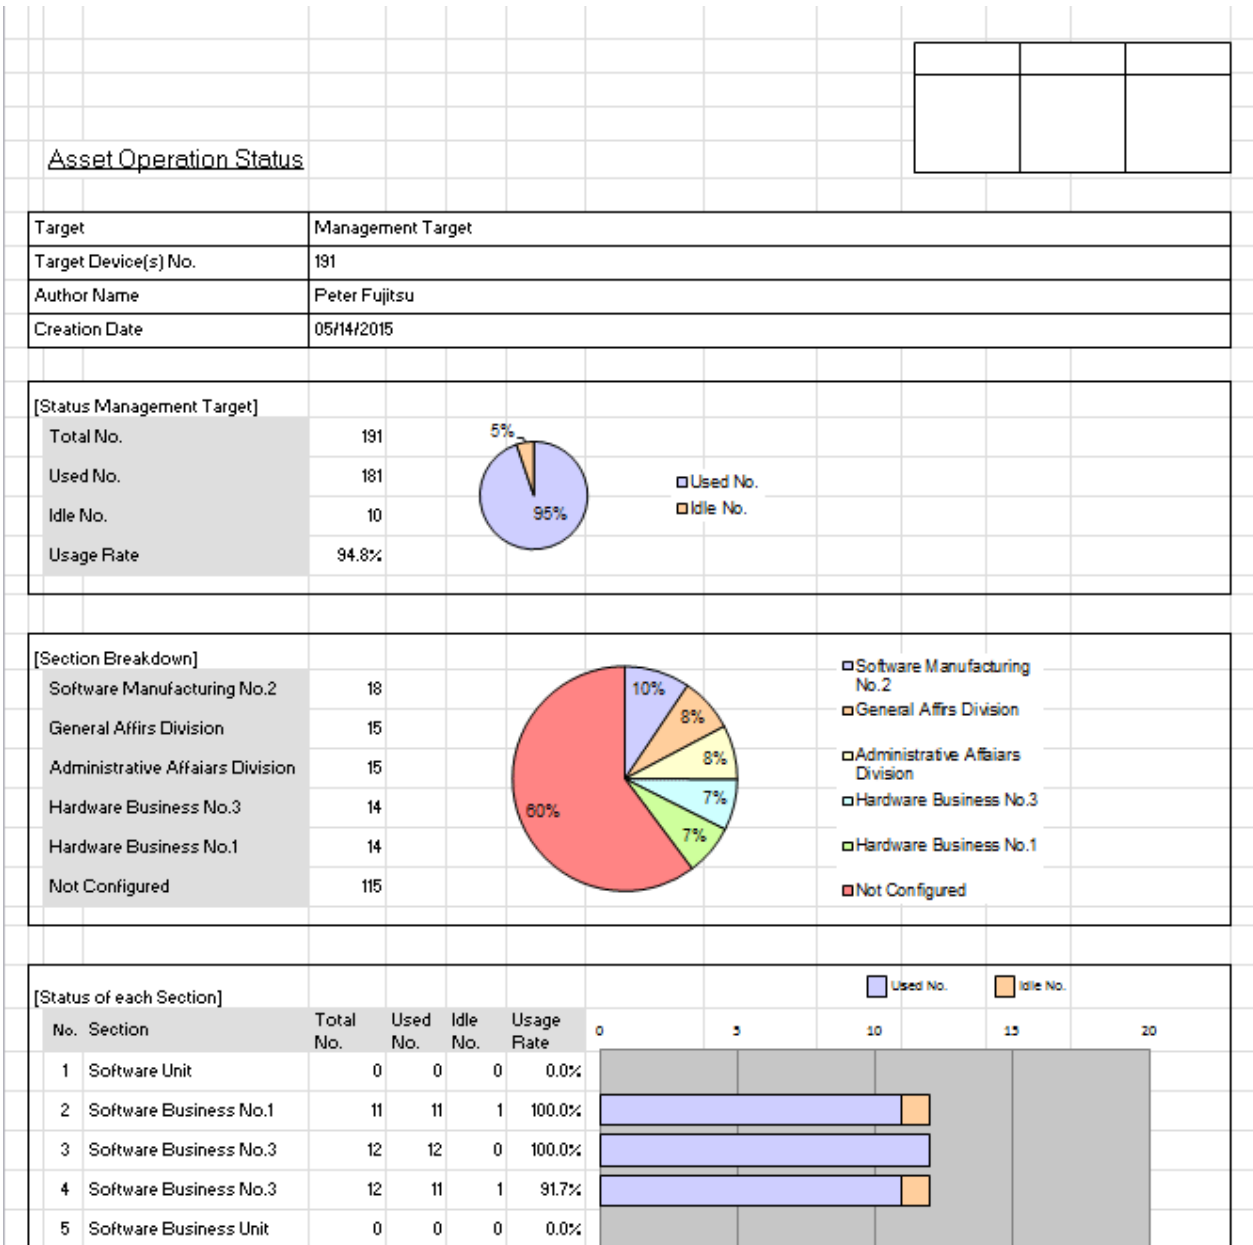 Asset Operation Status
Target Management Target
Target Device(s) No. 191
Author Name Peter Fujitsu
Creation Date 05/14/2015
[Status Management Target]
Total No. 191
Used No. 181
Idle No. 10
Usage Rate 94.8%
5%
95%
Used No.
Idle No.
[Section Breakdown]
Software Manufacturing No.2 18
General Affirs Division 15
Administrative Affaiars Division 15
Hardware Business No.3 14
Hardware Business No.1 14
Not Configured 115
10%
8%
8%
7%
7%
60%
Software Manufacturing
No.2
General Affirs Division
Administrative Affaiars
Division
Hardware Business No.3
Hardware Business No.1
Not Configured
[Status of each Section]
Used No. Idle No.
No. Section Total No. Used No. Idle No. Usage Rate 0 5 10 15 20
1 Software Unit 0 0 0 0.0%
2 Software Business No.1 11 11 1 100.0%
3 Software Business No.3 12 12 0 100.0%
4 Software Business No.3 12 11 1 91.7%
5 Software Business Unit 0 0 0 0.0%